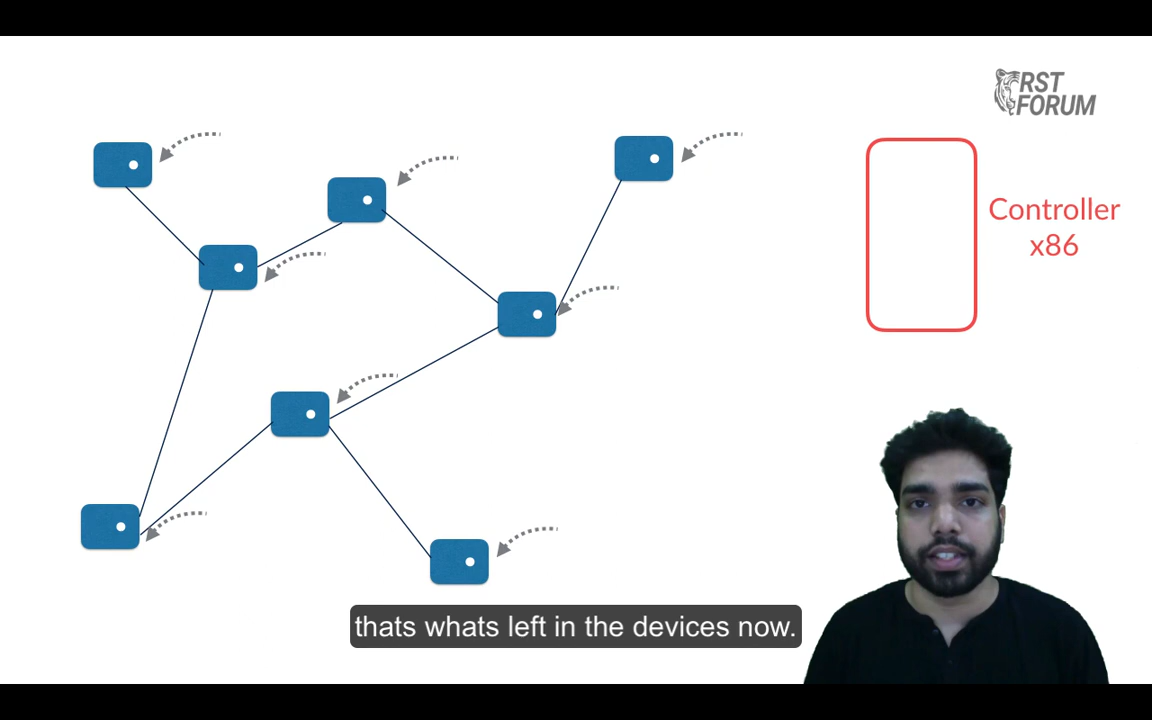 RST
FORUM
Controller
x86
thats whats left in the devices now.